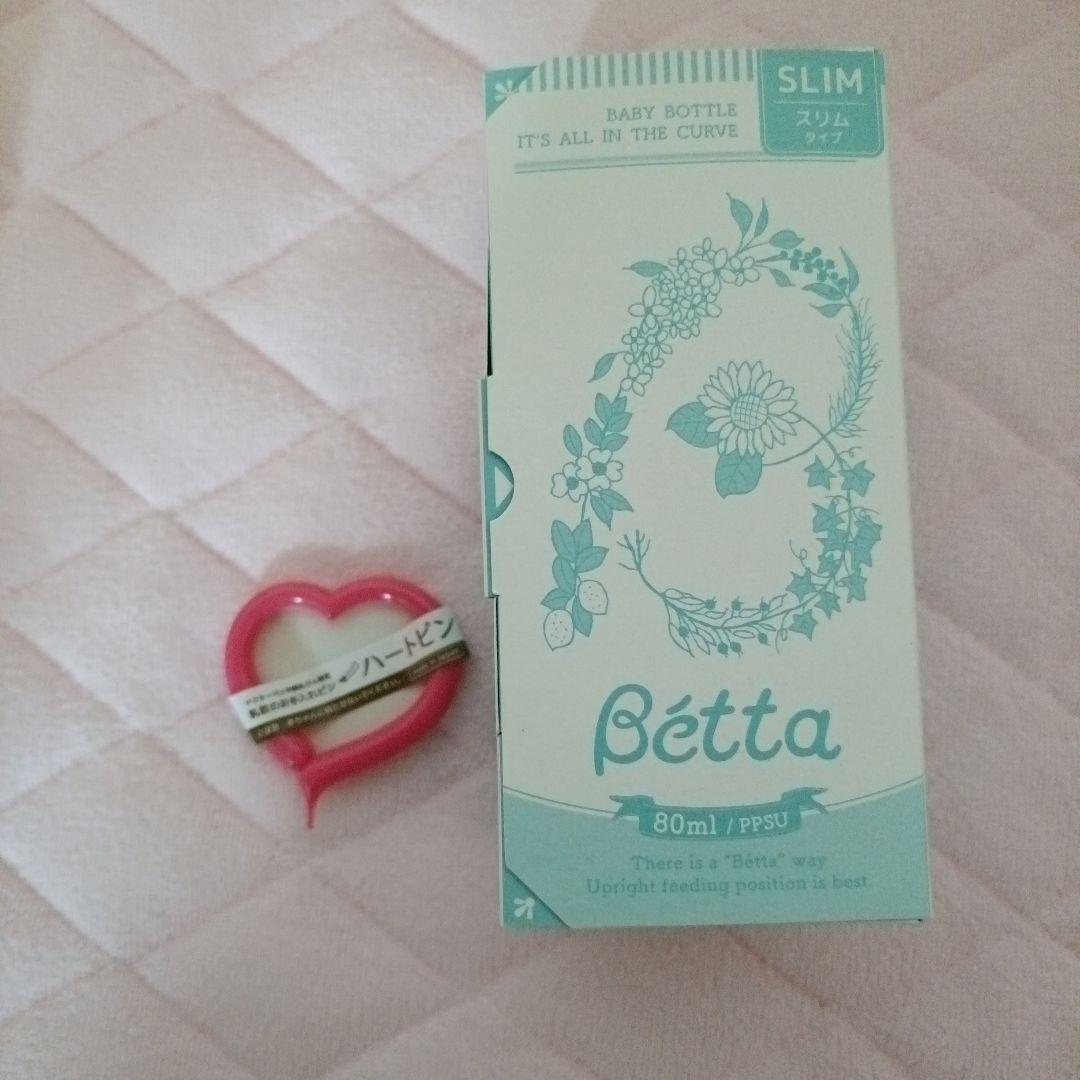 SLIM
スリム
タイプ
BABY BOTTLE
IT'S ALL IN THE CURVE
Bétta
80ml / PPSU
There is a "Bétta" way
Upright feeding position is best.
ハートピン
乳首のお手入れピン